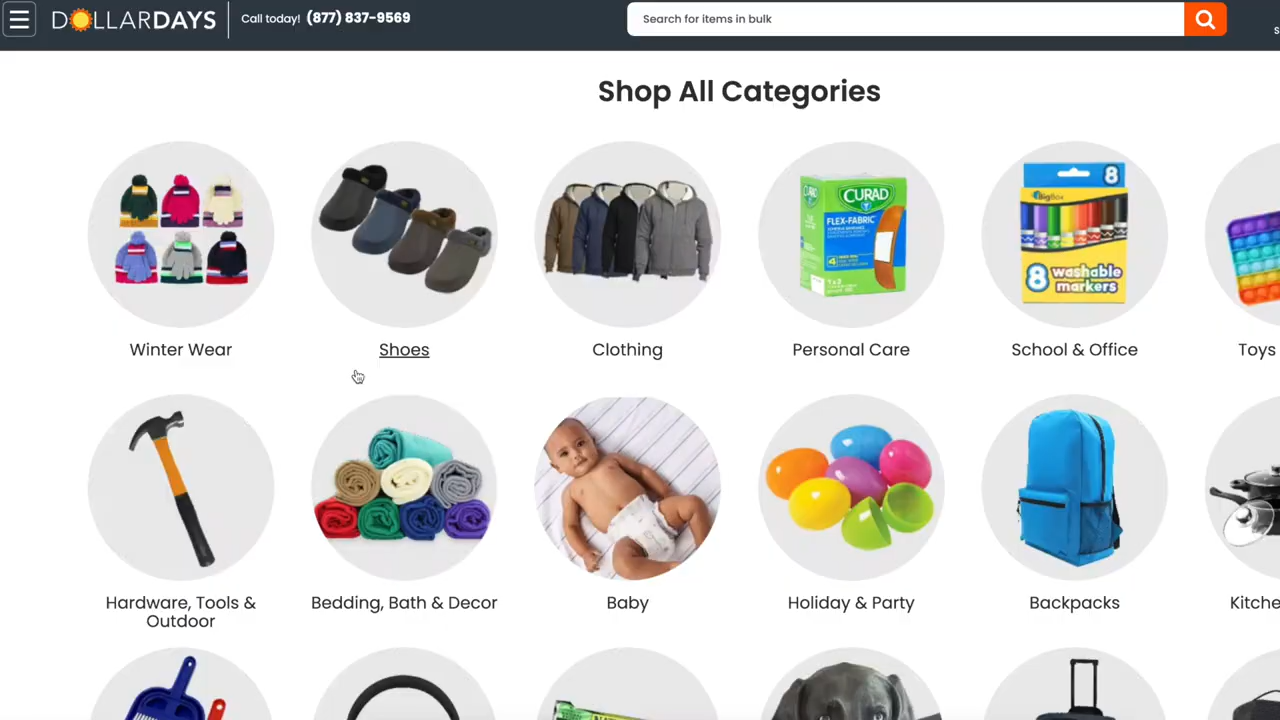 DOLLARDAYS
Call today! (877) 837-9569
Search for items in bulk
Shop All Categories
CURAD
FLEX-FABRIC
8
BigBox
8 washable
markers
Winter Wear
Shoes
Clothing
Personal Care
School & Office
Toys
Hardware, Tools &
Outdoor
Bedding, Bath & Decor
Baby
Holiday & Party
Backpacks